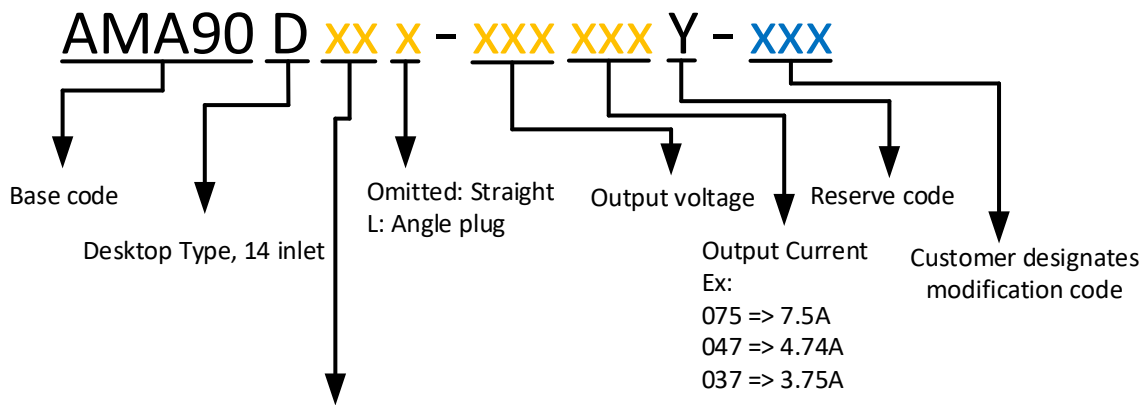 AMA90 D xx x - xxx xxx Y - xxx
Base code
Omitted: Straight
L: Angle plug
Output voltage
Reserve code
Desktop Type, 14 inlet
Output Current
Ex:
075 => 7.5A
047 => 4.74A
037 => 3.75A
Customer designates
modification code